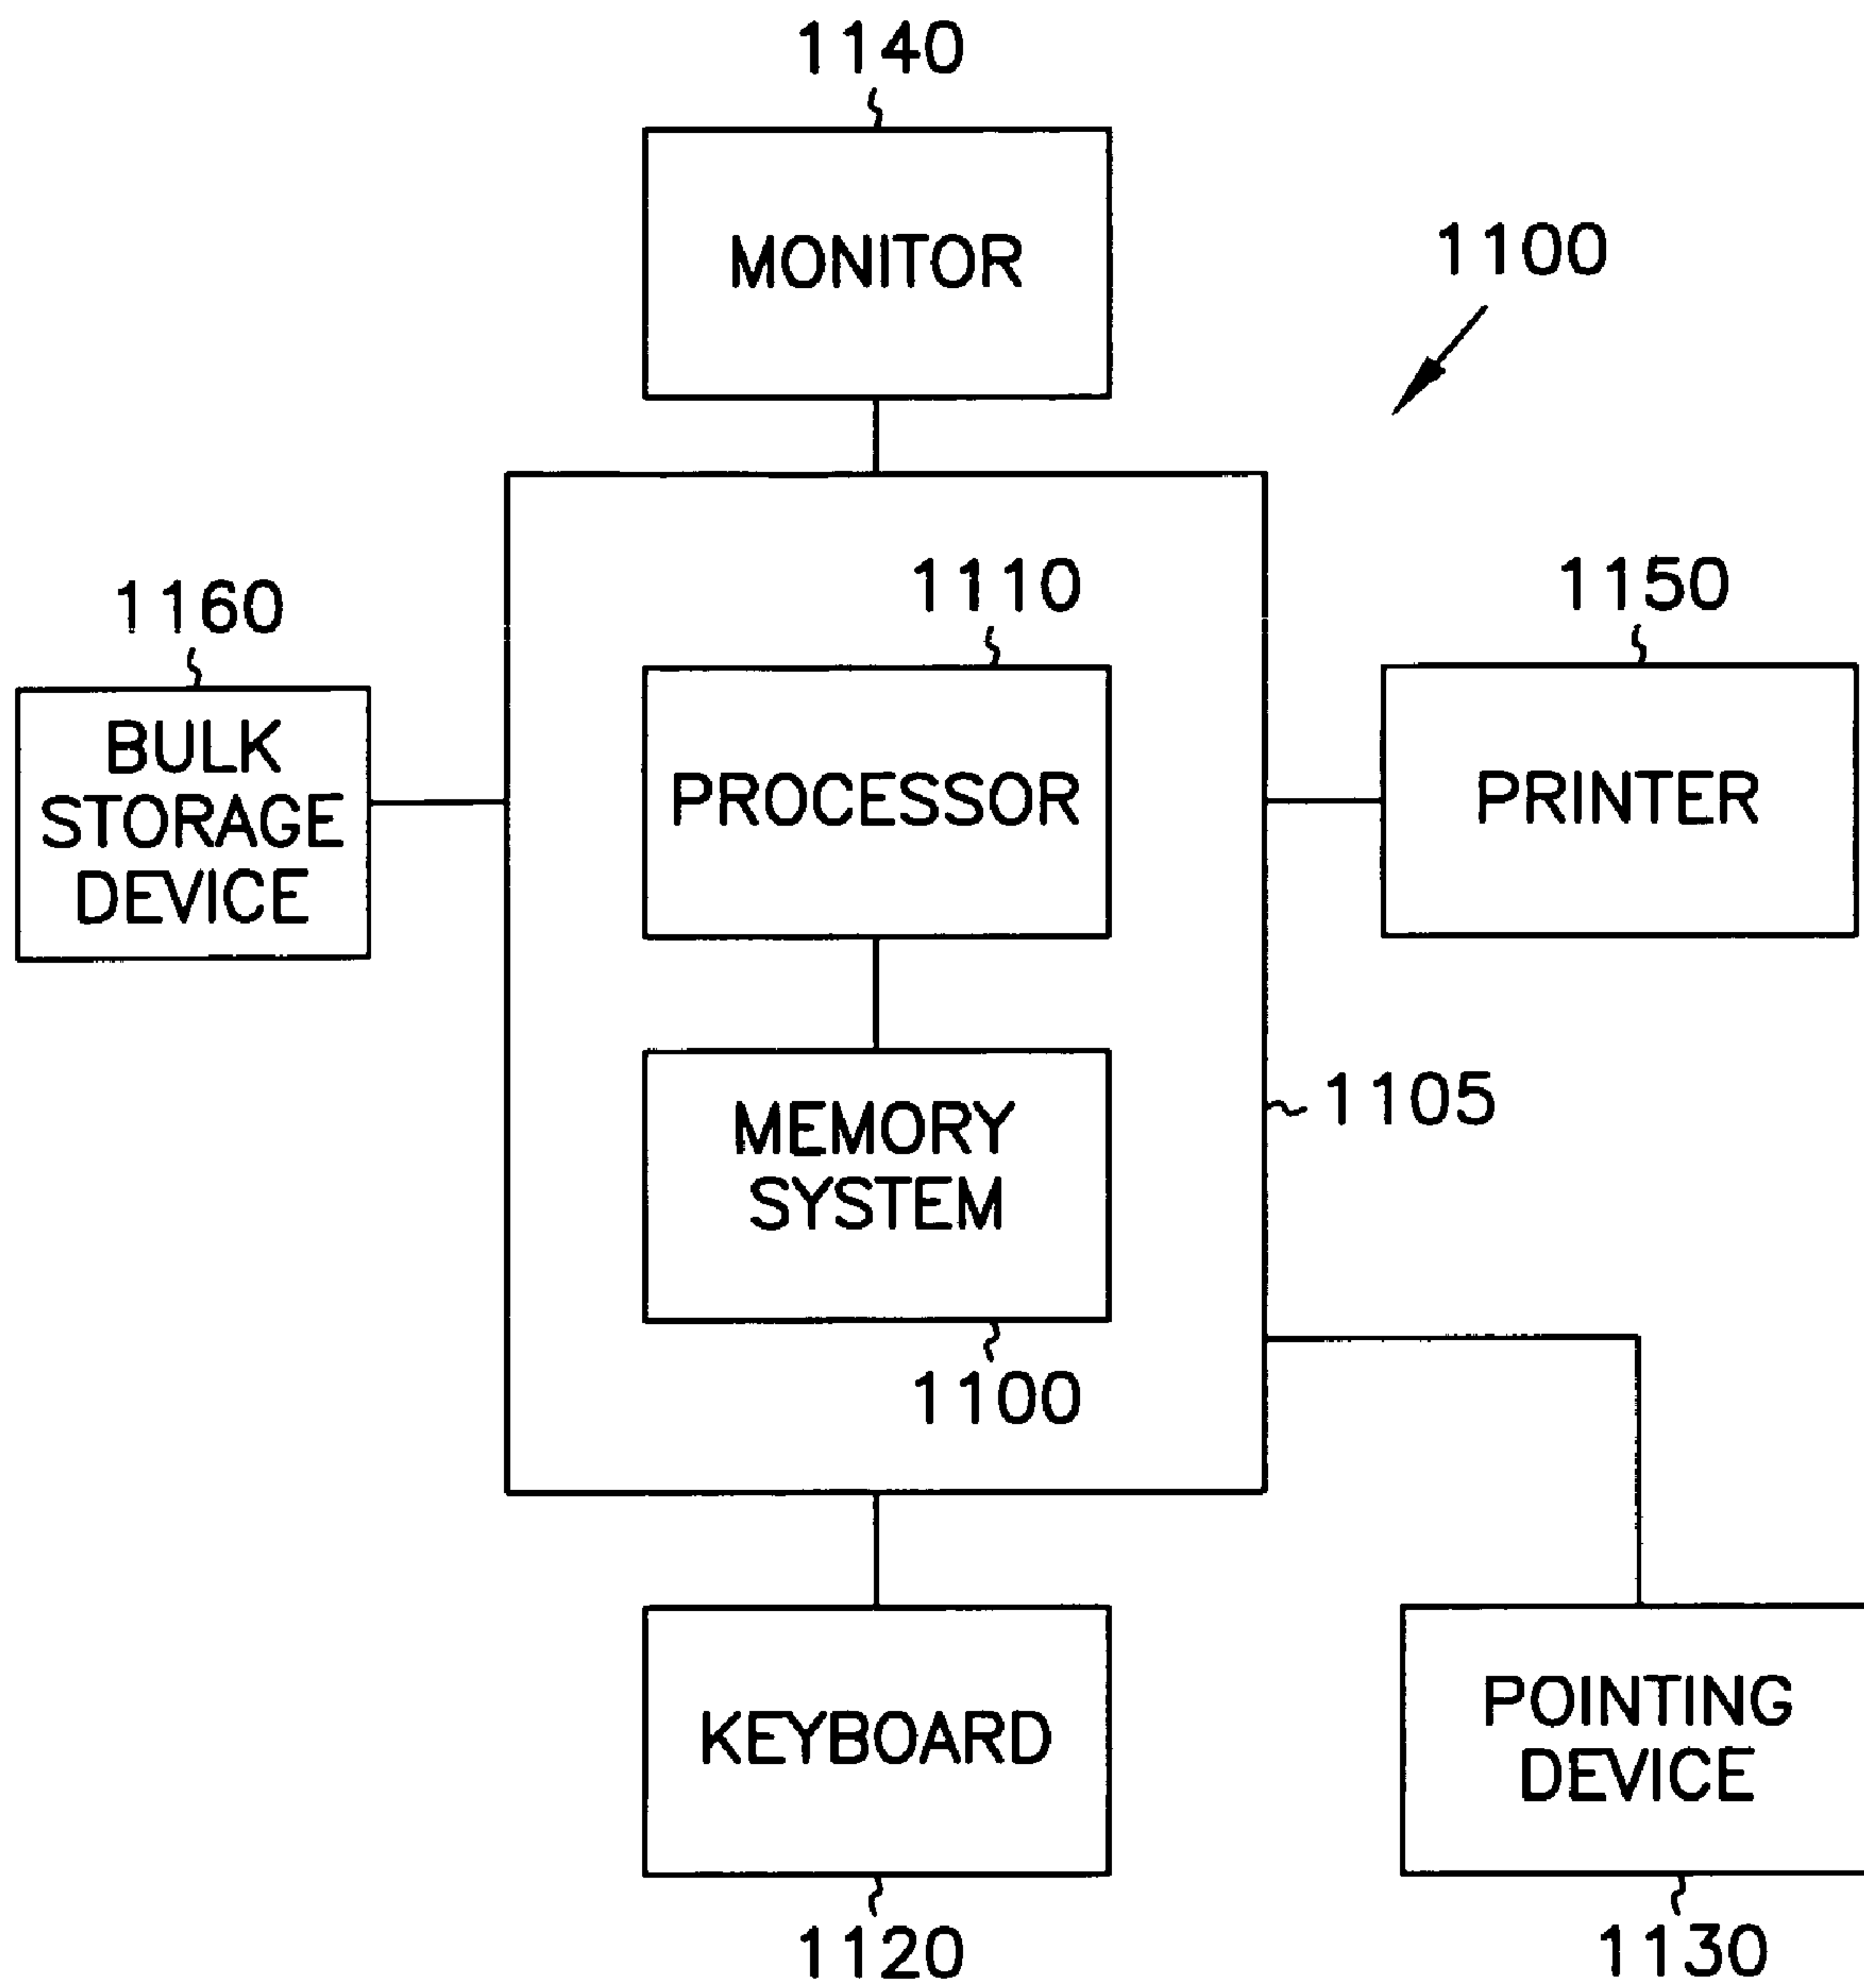 1140
MONITOR
1100
1110
1150
1160
BULK
STORAGE
DEVICE
PROCESSOR
PRINTER
MEMORY
SYSTEM
1105
1100
KEYBOARD
POINTING
DEVICE
1120
1130